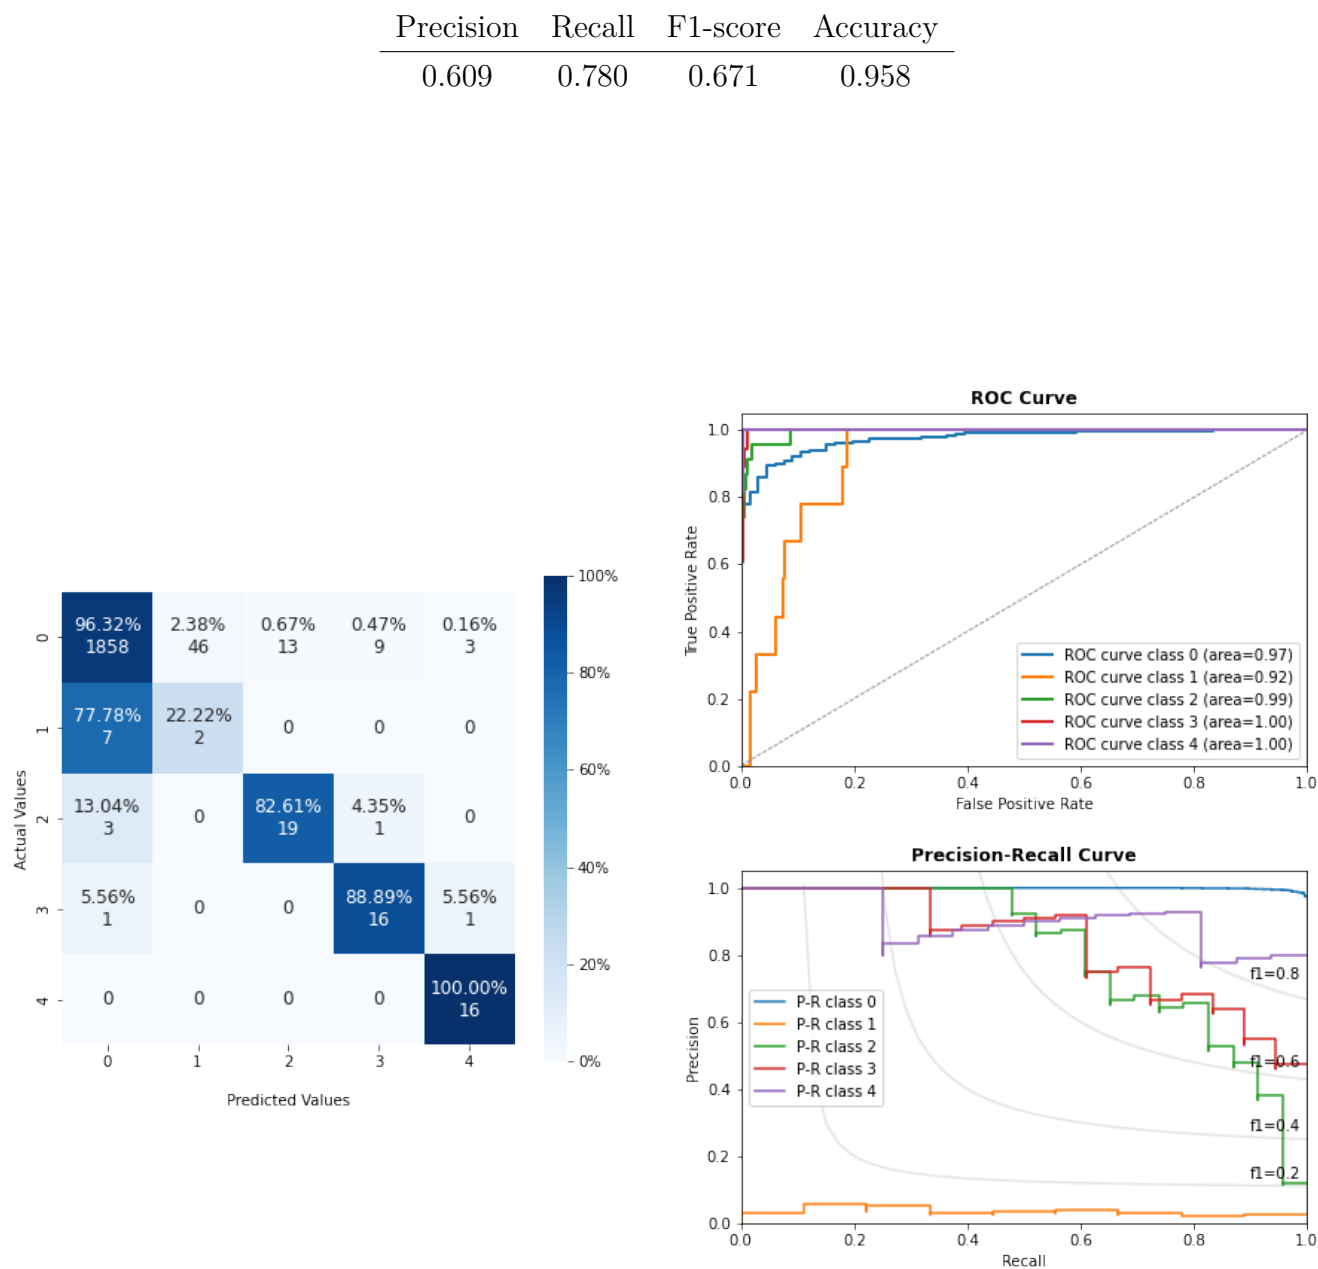 Precision Recall F1-score Accuracy
0.609 0.780 0.671 0.958
96.32% 2.38% 0.67% 0.47% 0.16%
0 1858 46 13 9 3
77.78% 22.22%
1 7 2 0 0 0
13.04% 82.61% 4.35%
2 3 0 19 1 0
5.56% 88.89% 5.56%
3 1 0 0 16 1
100.00%
4 0 0 0 0 16
0 1 2 3 4
Actual Values
Predicted Values
100%
80%
60%
40%
20%
0%
ROC Curve
1.0
0.8
0.6
0.4
0.2
0.0
True Positive Rate
ROC curve class 0 (area=0.97)
ROC curve class 1 (area=0.92)
ROC curve class 2 (area=0.99)
ROC curve class 3 (area=1.00)
ROC curve class 4 (area=1.00)
0.0 0.2 0.4 0.6 0.8 1.0
False Positive Rate
Precision-Recall Curve
1.0
0.8
0.6
0.4
0.2
0.0
Precision
P-R class 0
P-R class 1
P-R class 2
P-R class 3
P-R class 4
f1=0.8
f1=0.6
f1=0.4
f1=0.2
0.0 0.2 0.4 0.6 0.8 1.0
Recall